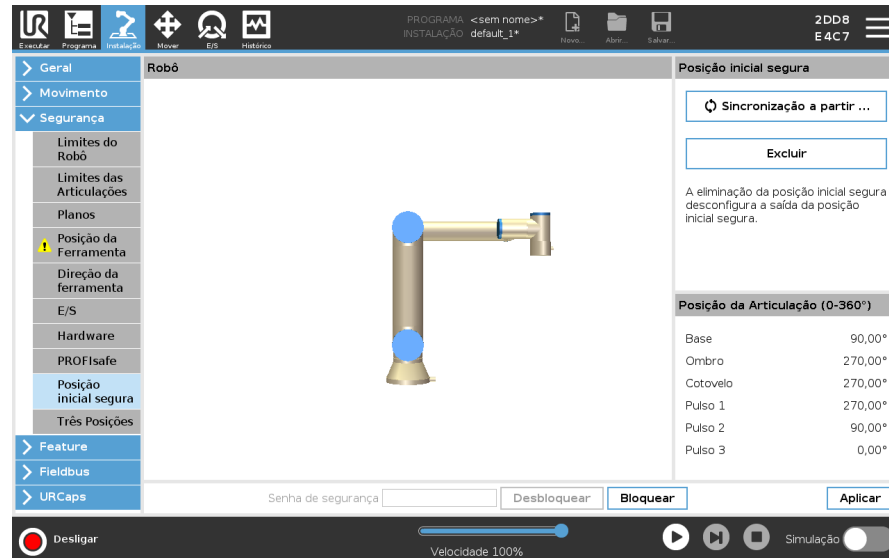 PROGRAMA <sem nome>*
INSTALAÇÃO default_1*
2DD8
E4C7
Executar Programa Instalação Mover E/S Histórico Novo... Abrir... Salvar...
Geral
Movimento
Segurança
Limites do
Robô
Limites das
Articulações
Planos
Posição da
Ferramenta
Direção da
ferramenta
E/S
Hardware
PROFIsafe
Posição
inicial segura
Três Posições
Feature
Fieldbus
URCaps
Robô
Posição inicial segura
Sincronização a partir ...
Excluir
A eliminação da posição inicial segura
desconfigura a saída da posição
inicial segura.
Posição da Articulação (0-360°)
Base 90,00°
Ombro 270,00°
Cotovelo 270,00°
Pulso 1 270,00°
Pulso 2 90,00°
Pulso 3 0,00°
Senha de segurança Desbloquear Bloquear Aplicar
Desligar
Velocidade 100%
Simulação